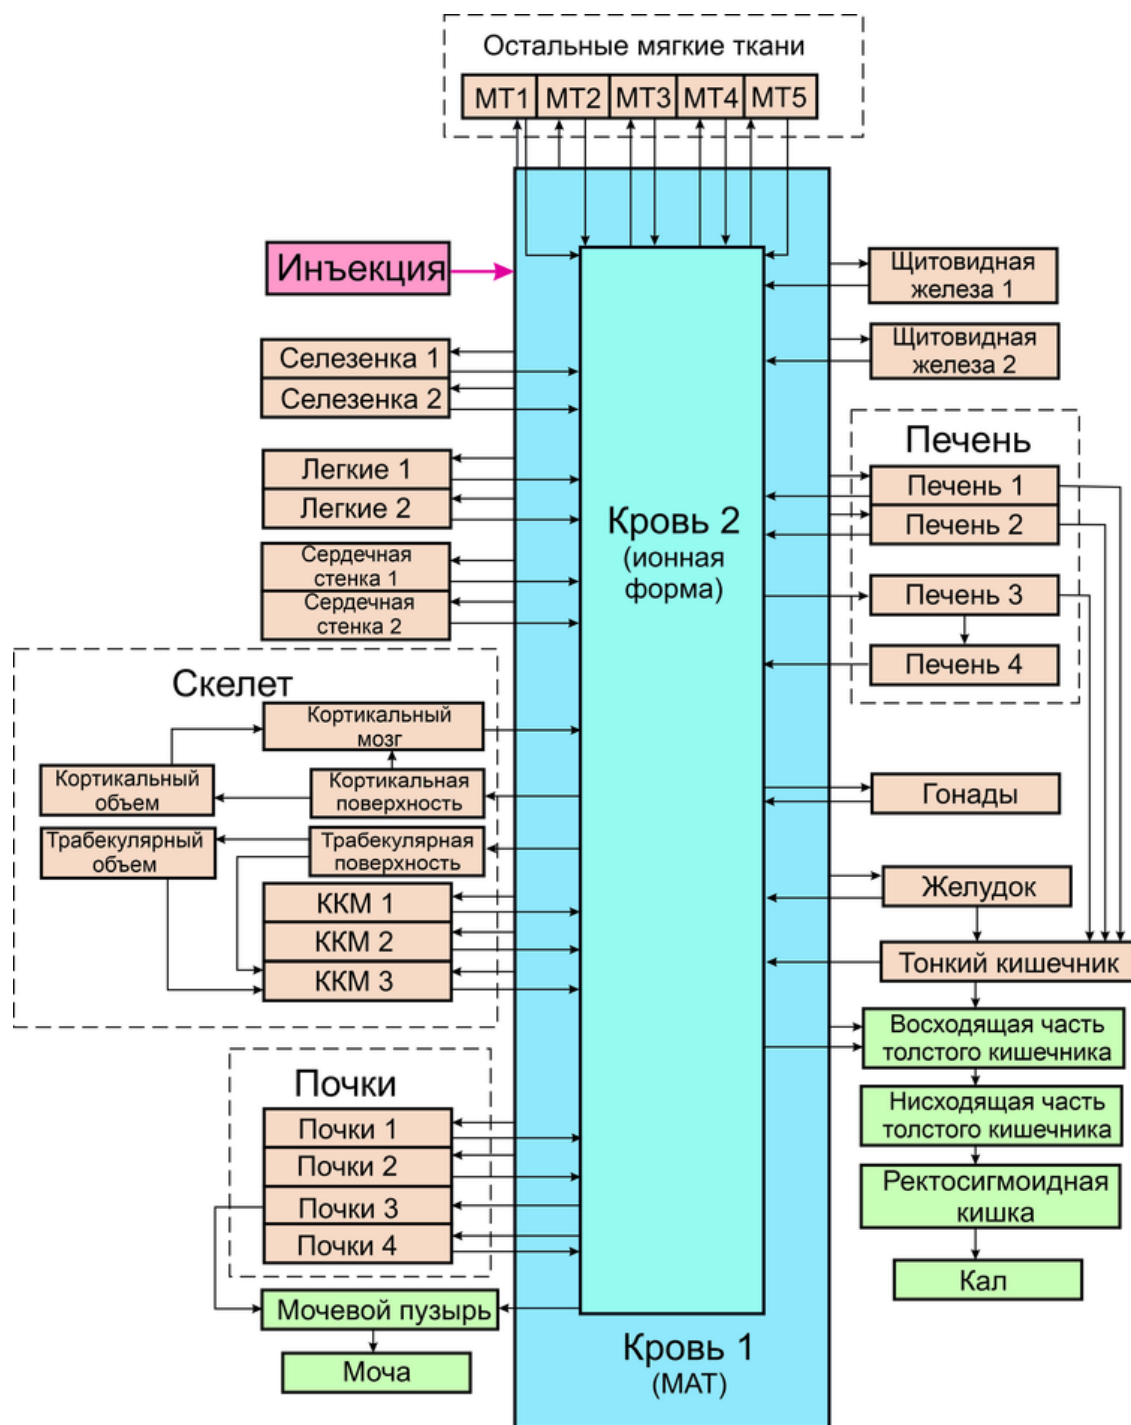 Остальные мягкие ткани
МТ1 МТ2 МТ3 МТ4 МТ5
Инъекция
Селезенка 1
Селезенка 2
Легкие 1
Легкие 2
Сердечная
стенка 1
Сердечная
стенка 2
Скелет
Кортикальный
мозг
Кортикальный
объем
Кортикальная
поверхность
Трабекулярный
объем
Трабекулярная
поверхность
ККМ 1
ККМ 2
ККМ 3
Почки
Почки 1
Почки 2
Почки 3
Почки 4
Мочевой пузырь
Моча
Кровь 2
(ионная
форма)
Кровь 1
(МАТ)
Щитовидная
железа 1
Щитовидная
железа 2
Печень
Печень 1
Печень 2
Печень 3
Печень 4
Гонады
Желудок
Тонкий кишечник
Восходящая часть
толстого кишечника
Нисходящая часть
толстого кишечника
Ректосигмоидная
кишка
Кал